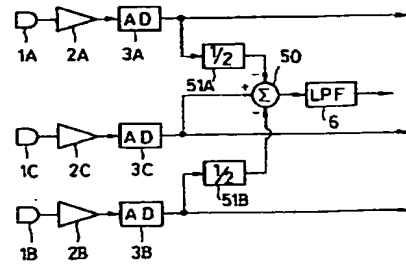 AD
1A 2A 3A
1/2
51A
50
- + Σ -
LPF
6
AD
1C 2C 3C
1/2
51B
AD
1B 2B 3B